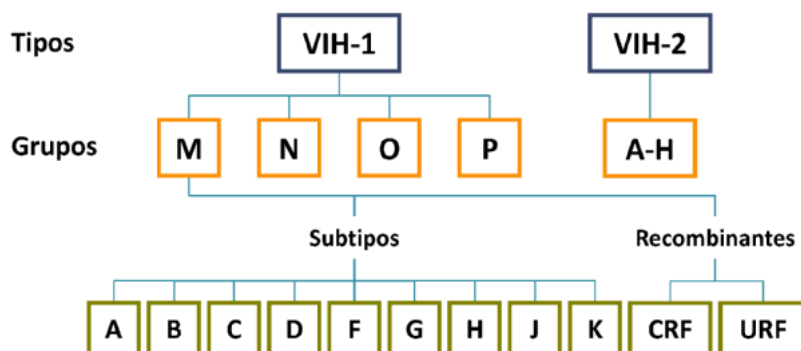 Tipos VIH-1 VIH-2
Grupos M N O P A-H
Subtipos Recombinantes
A B C D F G H J K CRF URF